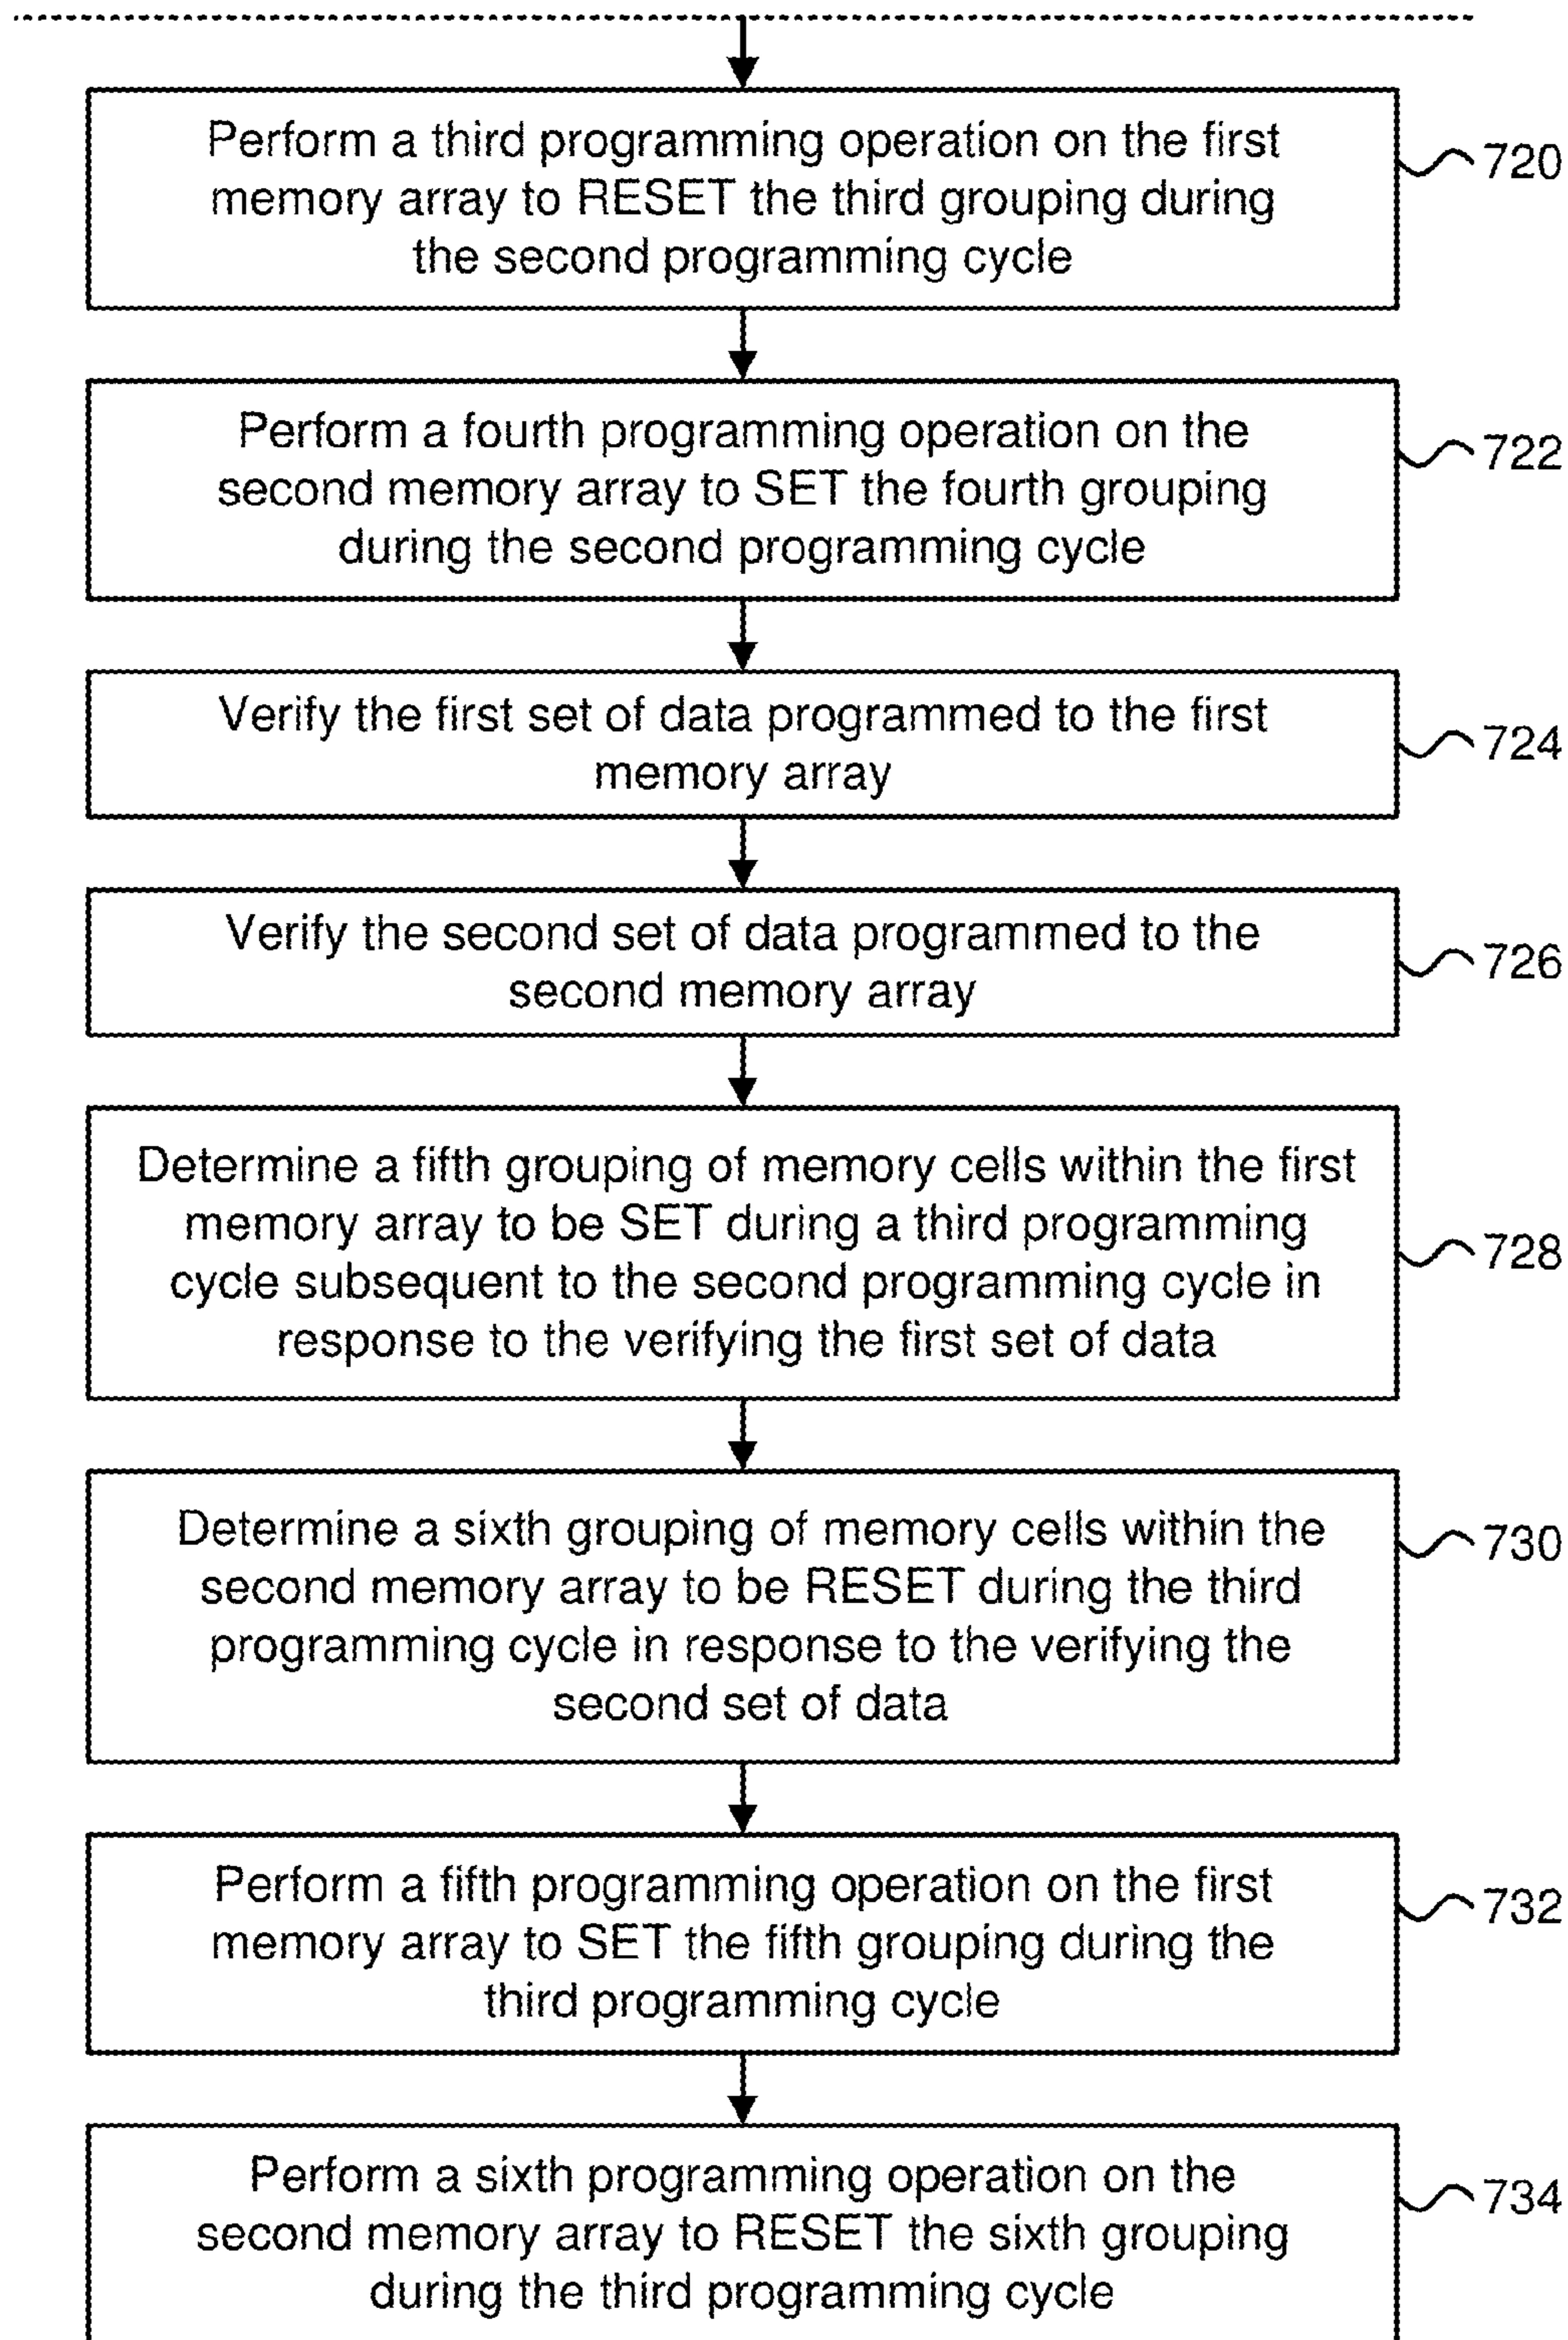 Perform a third programming operation on the first
memory array to RESET the third grouping during
the second programming cycle
720
Perform a fourth programming operation on the
second memory array to SET the fourth grouping
during the second programming cycle
722
Verify the first set of data programmed to the first
memory array
724
Verify the second set of data programmed to the
second memory array
726
Determine a fifth grouping of memory cells within the first
memory array to be SET during a third programming
cycle subsequent to the second programming cycle in
response to the verifying the first set of data
728
Determine a sixth grouping of memory cells within the
second memory array to be RESET during the third
programming cycle in response to the verifying the
second set of data
730
Perform a fifth programming operation on the first
memory array to SET the fifth grouping during the
third programming cycle
732
Perform a sixth programming operation on the
second memory array to RESET the sixth grouping
during the third programming cycle
734